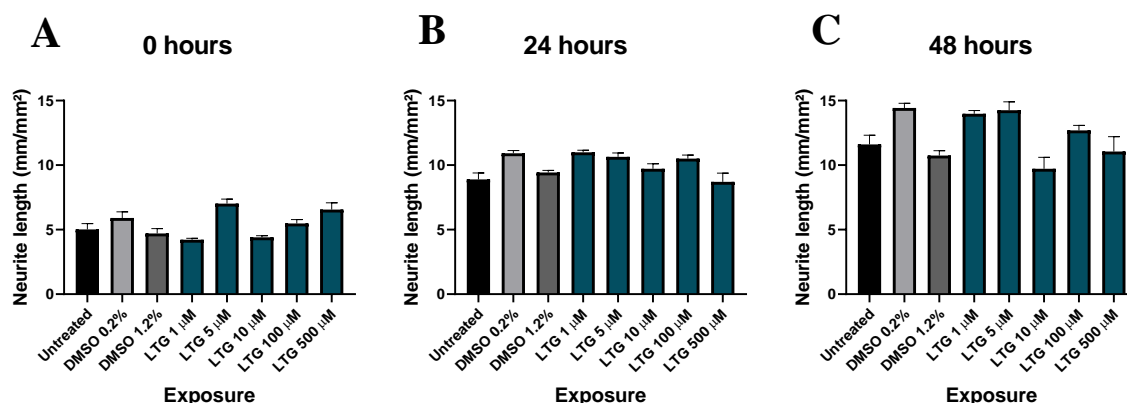 A
0 hours
Neurite length (mm/mm²)
15
10
5
0
Untreated
DMSO 0.2%
DMSO 1.2%
LTG 1 µM
LTG 5 µM
LTG 10 µM
LTG 100 µM
LTG 500 µM
Exposure
B
24 hours
Neurite length (mm/mm²)
15
10
5
0
Untreated
DMSO 0.2%
DMSO 1.2%
LTG 1 µM
LTG 5 µM
LTG 10 µM
LTG 100 µM
LTG 500 µM
Exposure
C
48 hours
Neurite length (mm/mm²)
15
10
5
0
Untreated
DMSO 0.2%
DMSO 1.2%
LTG 1 µM
LTG 5 µM
LTG 10 µM
LTG 100 µM
LTG 500 µM
Exposure